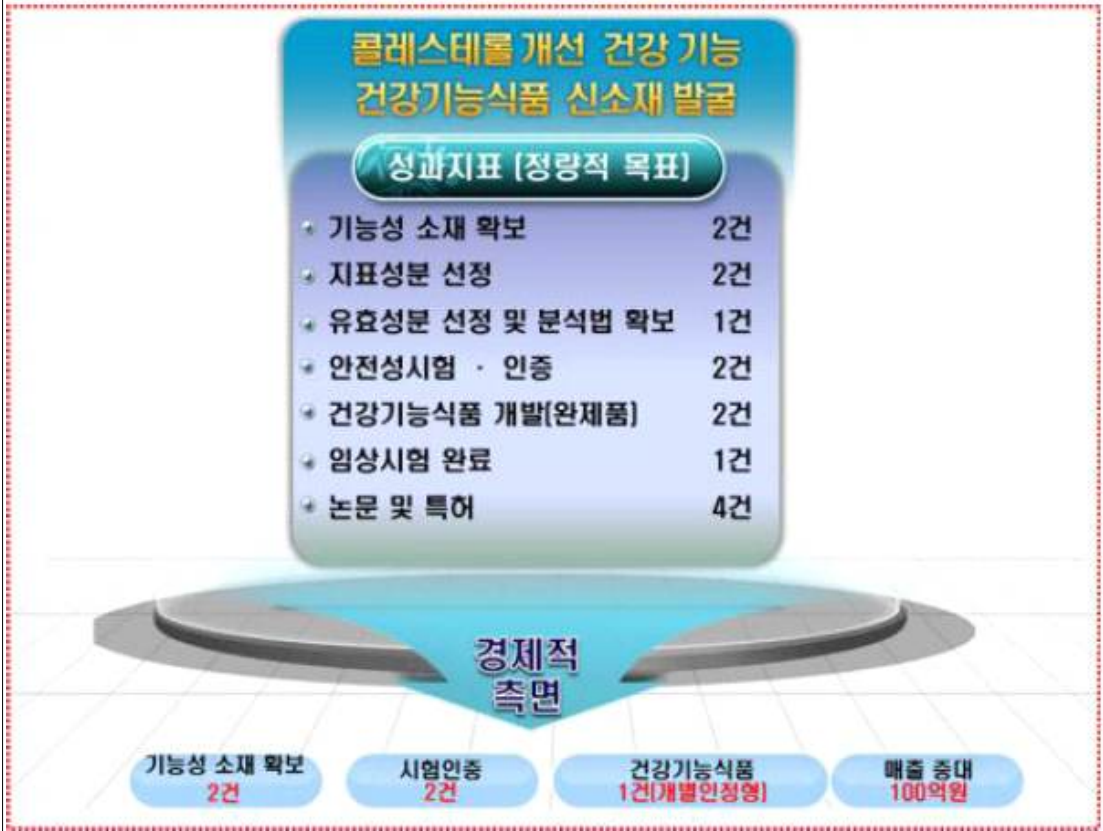 콜레스테롤 개선 건강 기능
건강기능식품 신소재 발굴
성과지표 [정량적 목표]
기능성 소재 확보 2건
지표성분 선정 2건
유효성분 선정 및 분석법 확보 1건
안전성시험 · 인증 2건
건강기능식품 개발[완제품] 2건
임상시험 완료 1건
논문 및 특허 4건
경제적
측면
기능성 소재 확보
2건
시험인증
2건
건강기능식품
1건[개별인정형]
매출 증대
100억원